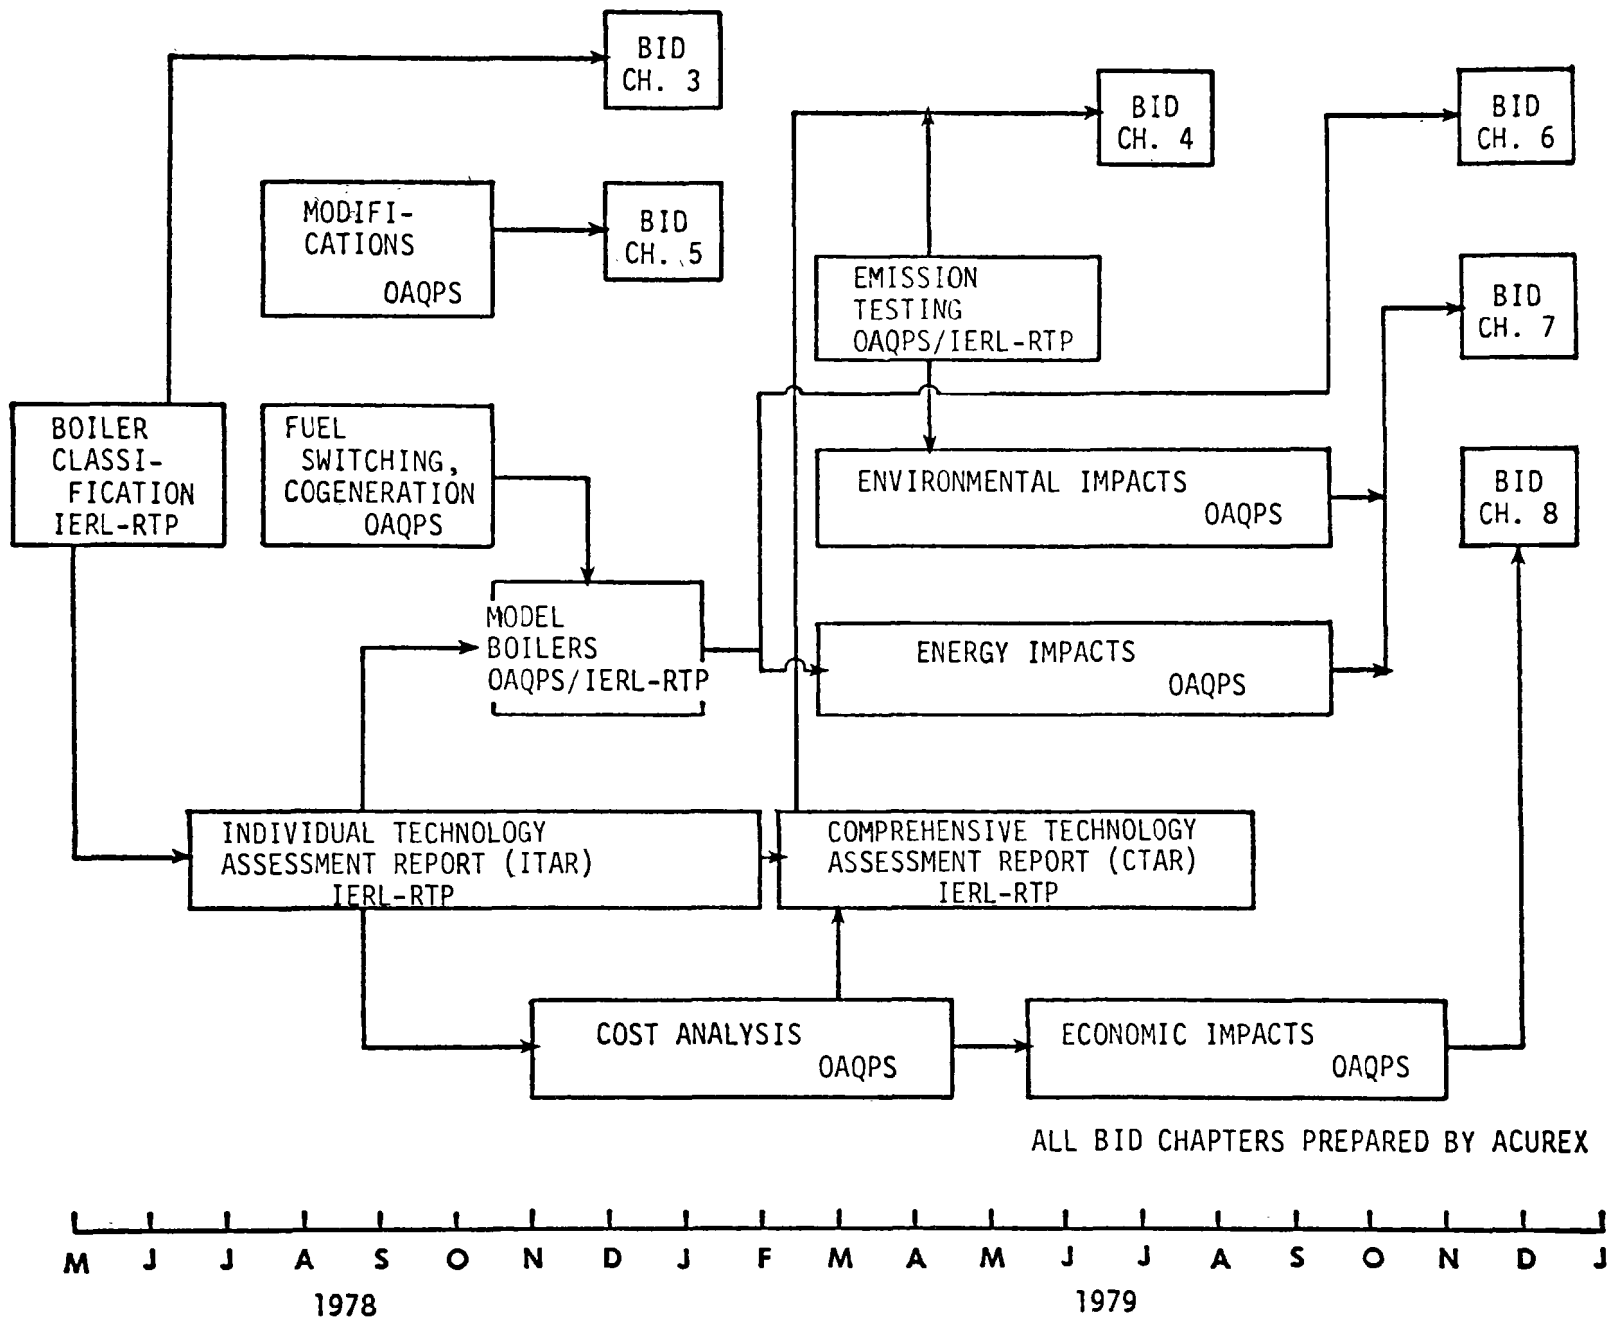 BID
CH. 3
BID
CH. 4
BID
CH. 6
MODIFI-
CATIONS
OAQPS
BID
CH. 5
EMISSION
TESTING
OAQPS/IERL-RTP
BID
CH. 7
BOILER
CLASSI-
FICATION
IERL-RTP
FUEL
SWITCHING,
COGENERATION
OAQPS
ENVIRONMENTAL IMPACTS
OAQPS
BID
CH. 8
MODEL
BOILERS
OAQPS/IERL-RTP
ENERGY IMPACTS
OAQPS
INDIVIDUAL TECHNOLOGY
ASSESSMENT REPORT (ITAR)
IERL-RTP
COMPREHENSIVE TECHNOLOGY
ASSESSMENT REPORT (CTAR)
IERL-RTP
COST ANALYSIS
OAQPS
ECONOMIC IMPACTS
OAQPS
ALL BID CHAPTERS PREPARED BY ACUREX
M J J A S O N D J F M A M J J A S O N D J
1978 1979